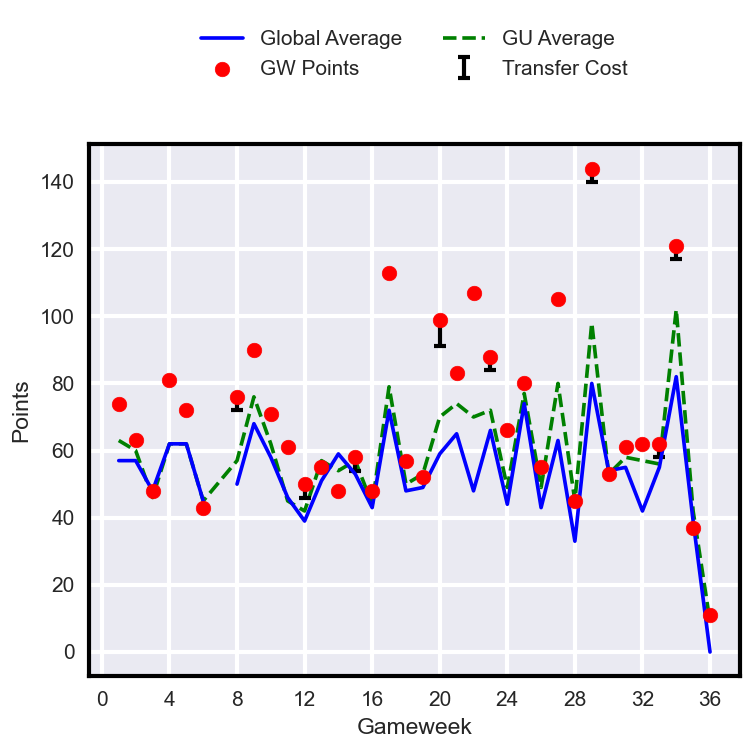 Global Average
GU Average
GW Points
Transfer Cost
140
120
100
80
60
40
20
0
Points
0 4 8 12 16 20 24 28 32 36
Gameweek